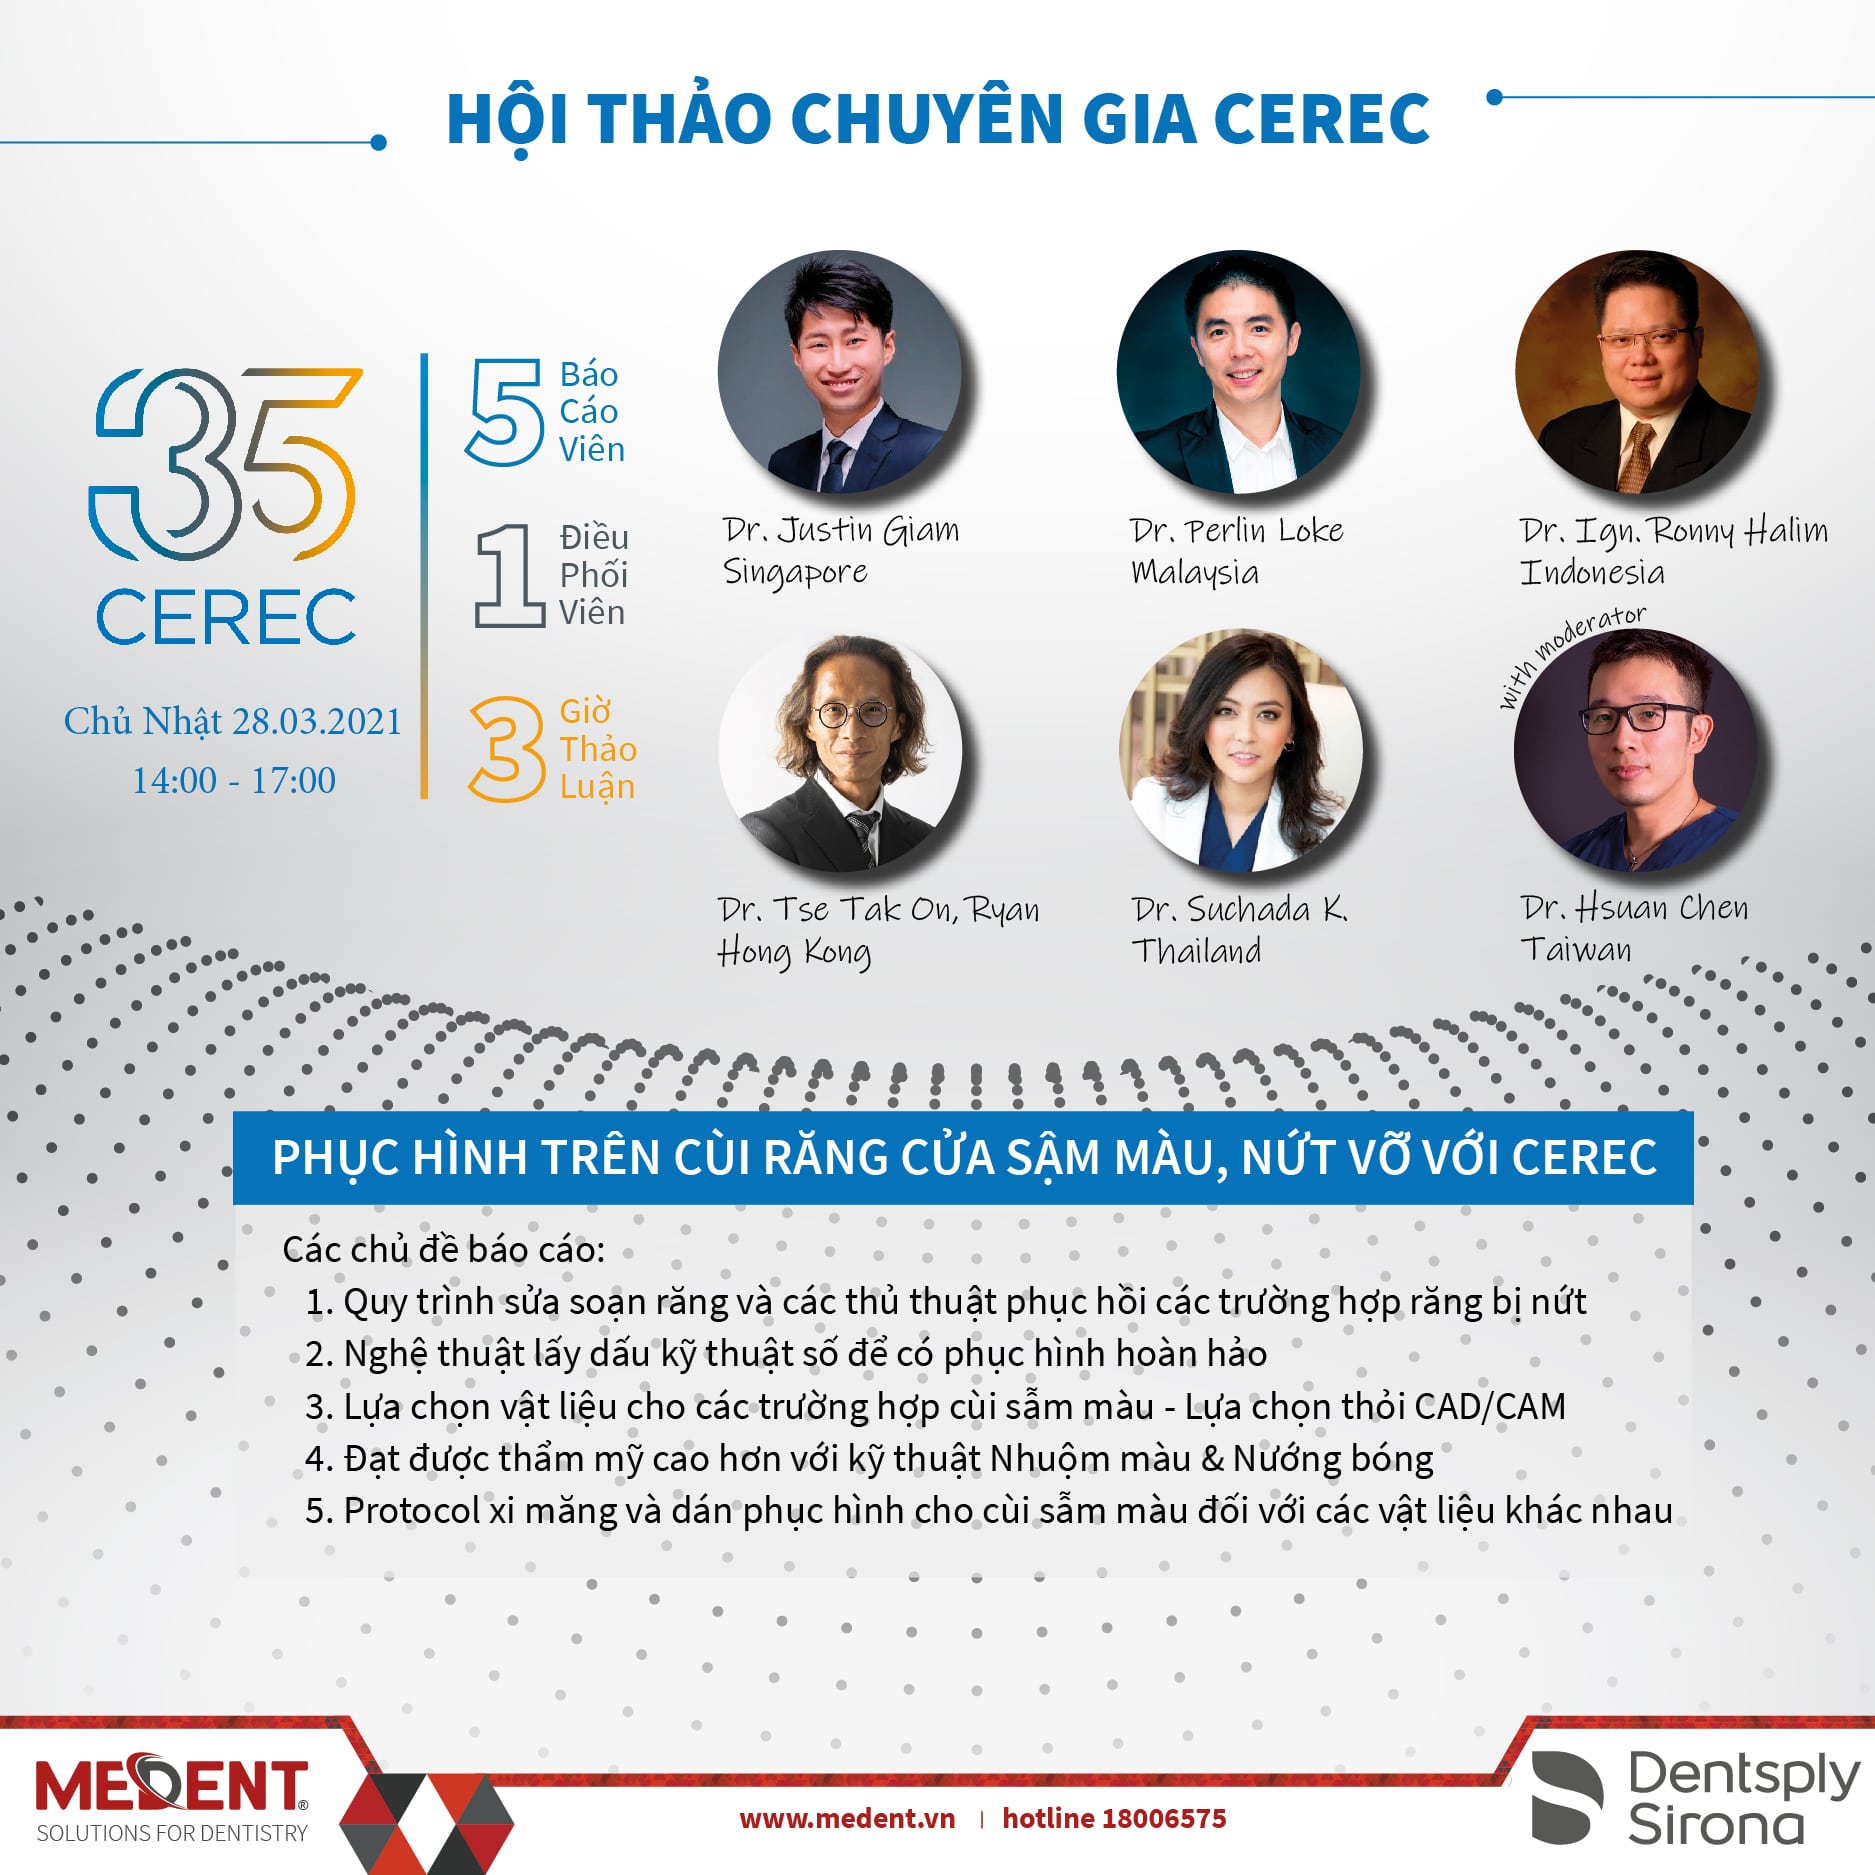 HỘI THẢO CHUYÊN GIA CEREC
35
CEREC
Chủ Nhật 28.03.2021
14:00 - 17:00
5 Báo
Cáo
Viên
1 Điều
Phối
Viên
3 Giờ
Thảo
Luận
Dr. Justin Giam
Singapore
Dr. Perlin Loke
Malaysia
Dr. Ign. Ronny Halim
Indonesia
Dr. Tse Tak On, Ryan
Hong Kong
Dr. Suchada K.
Thailand
with moderator
Dr. Hsuan Chen
Taiwan
PHỤC HÌNH TRÊN CÙI RĂNG CỬA SẬM MÀU, NỨT VỠ VỚI CEREC
Các chủ đề báo cáo:
1. Quy trình sửa soạn răng và các thủ thuật phục hồi các trường hợp răng bị nứt
2. Nghệ thuật lấy dấu kỹ thuật số để có phục hình hoàn hảo
3. Lựa chọn vật liệu cho các trường hợp cùi sẫm màu - Lựa chọn thỏi CAD/CAM
4. Đạt được thẩm mỹ cao hơn với kỹ thuật Nhuộm màu & Nướng bóng
5. Protocol xi măng và dán phục hình cho cùi sẫm màu đối với các vật liệu khác nhau
MEDENT®
SOLUTIONS FOR DENTISTRY
www.medent.vn | hotline 18006575
Dentsply
Sirona